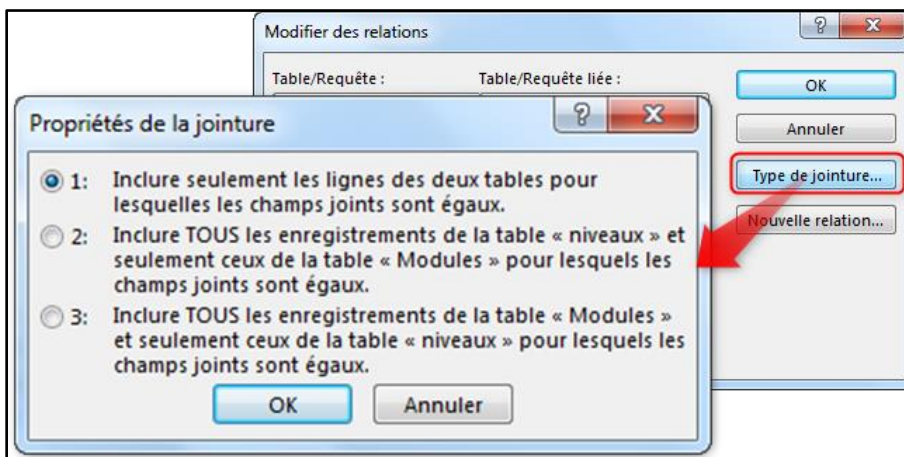 Modifier des relations
Table/Requête : Table/Requête liée :
OK
Annuler
Type de jointure...
Nouvelle relation...
Propriétés de la jointure
1: Inclure seulement les lignes des deux tables pour
lesquelles les champs joints sont égaux.
2: Inclure TOUS les enregistrements de la table « niveaux » et
seulement ceux de la table « Modules » pour lesquels les
champs joints sont égaux.
3: Inclure TOUS les enregistrements de la table « Modules »
et seulement ceux de la table « niveaux » pour lesquels les
champs joints sont égaux.
OK Annuler